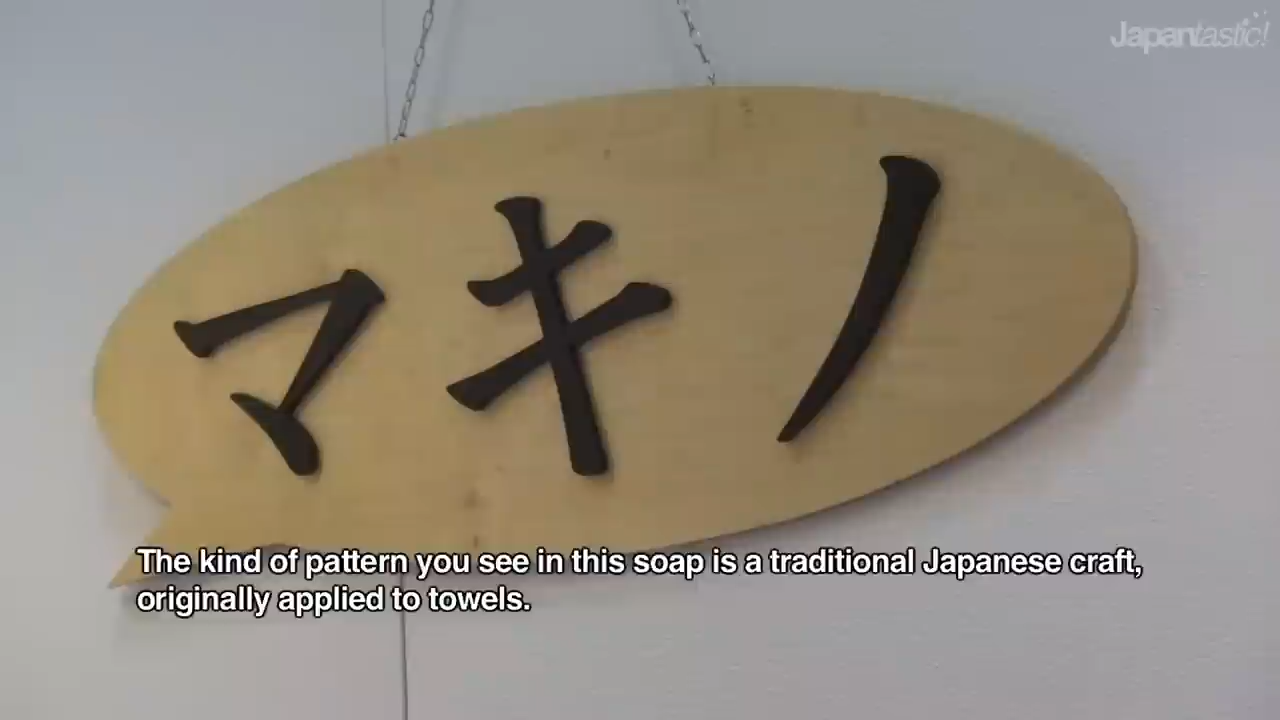 Japantastic!
マキノ
The kind of pattern you see in this soap is a traditional Japanese craft,
originally applied to towels.